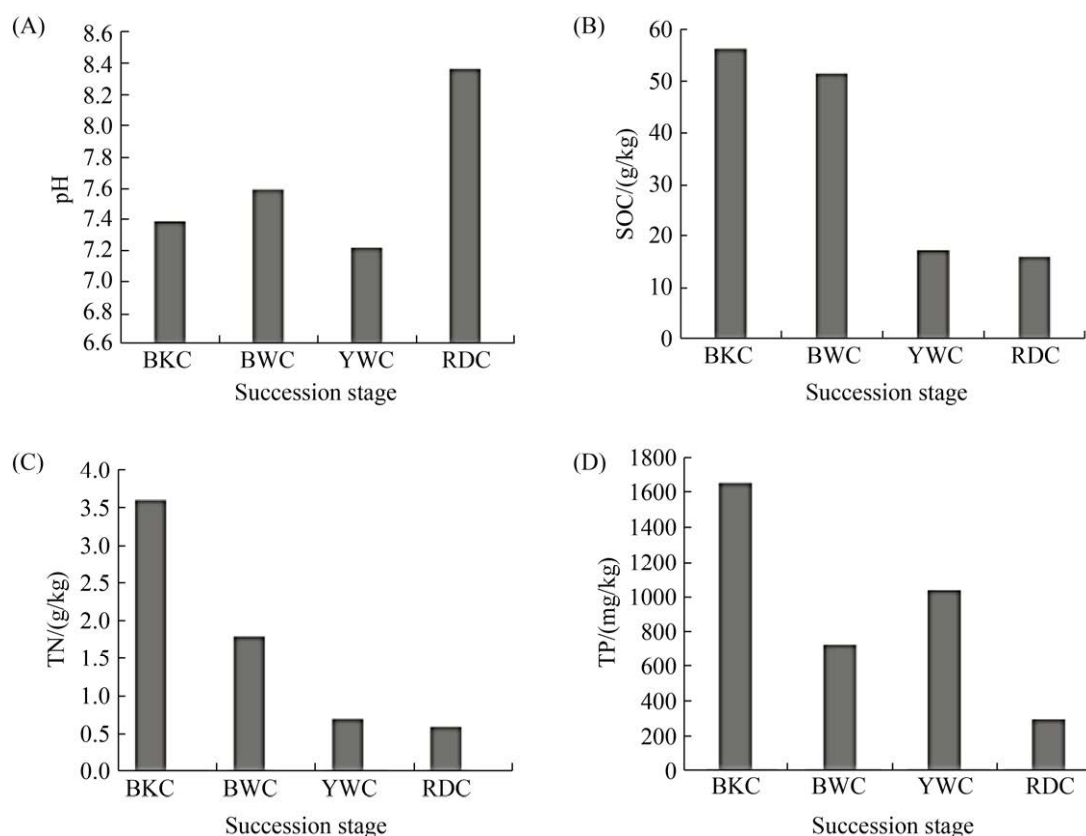 (A)
8.6
8.4
8.2
8.0
7.8
7.6
7.4
7.2
7.0
6.8
6.6
pH
BKC BWC YWC RDC
Succession stage
(B)
60
50
40
30
20
10
0
SOC/(g/kg)
BKC BWC YWC RDC
Succession stage
(C)
4.0
3.5
3.0
2.5
2.0
1.5
1.0
0.5
0.0
TN/(g/kg)
BKC BWC YWC RDC
Succession stage
(D)
1800
1600
1400
1200
1000
800
600
400
200
0
TP/(mg/kg)
BKC BWC YWC RDC
Succession stage